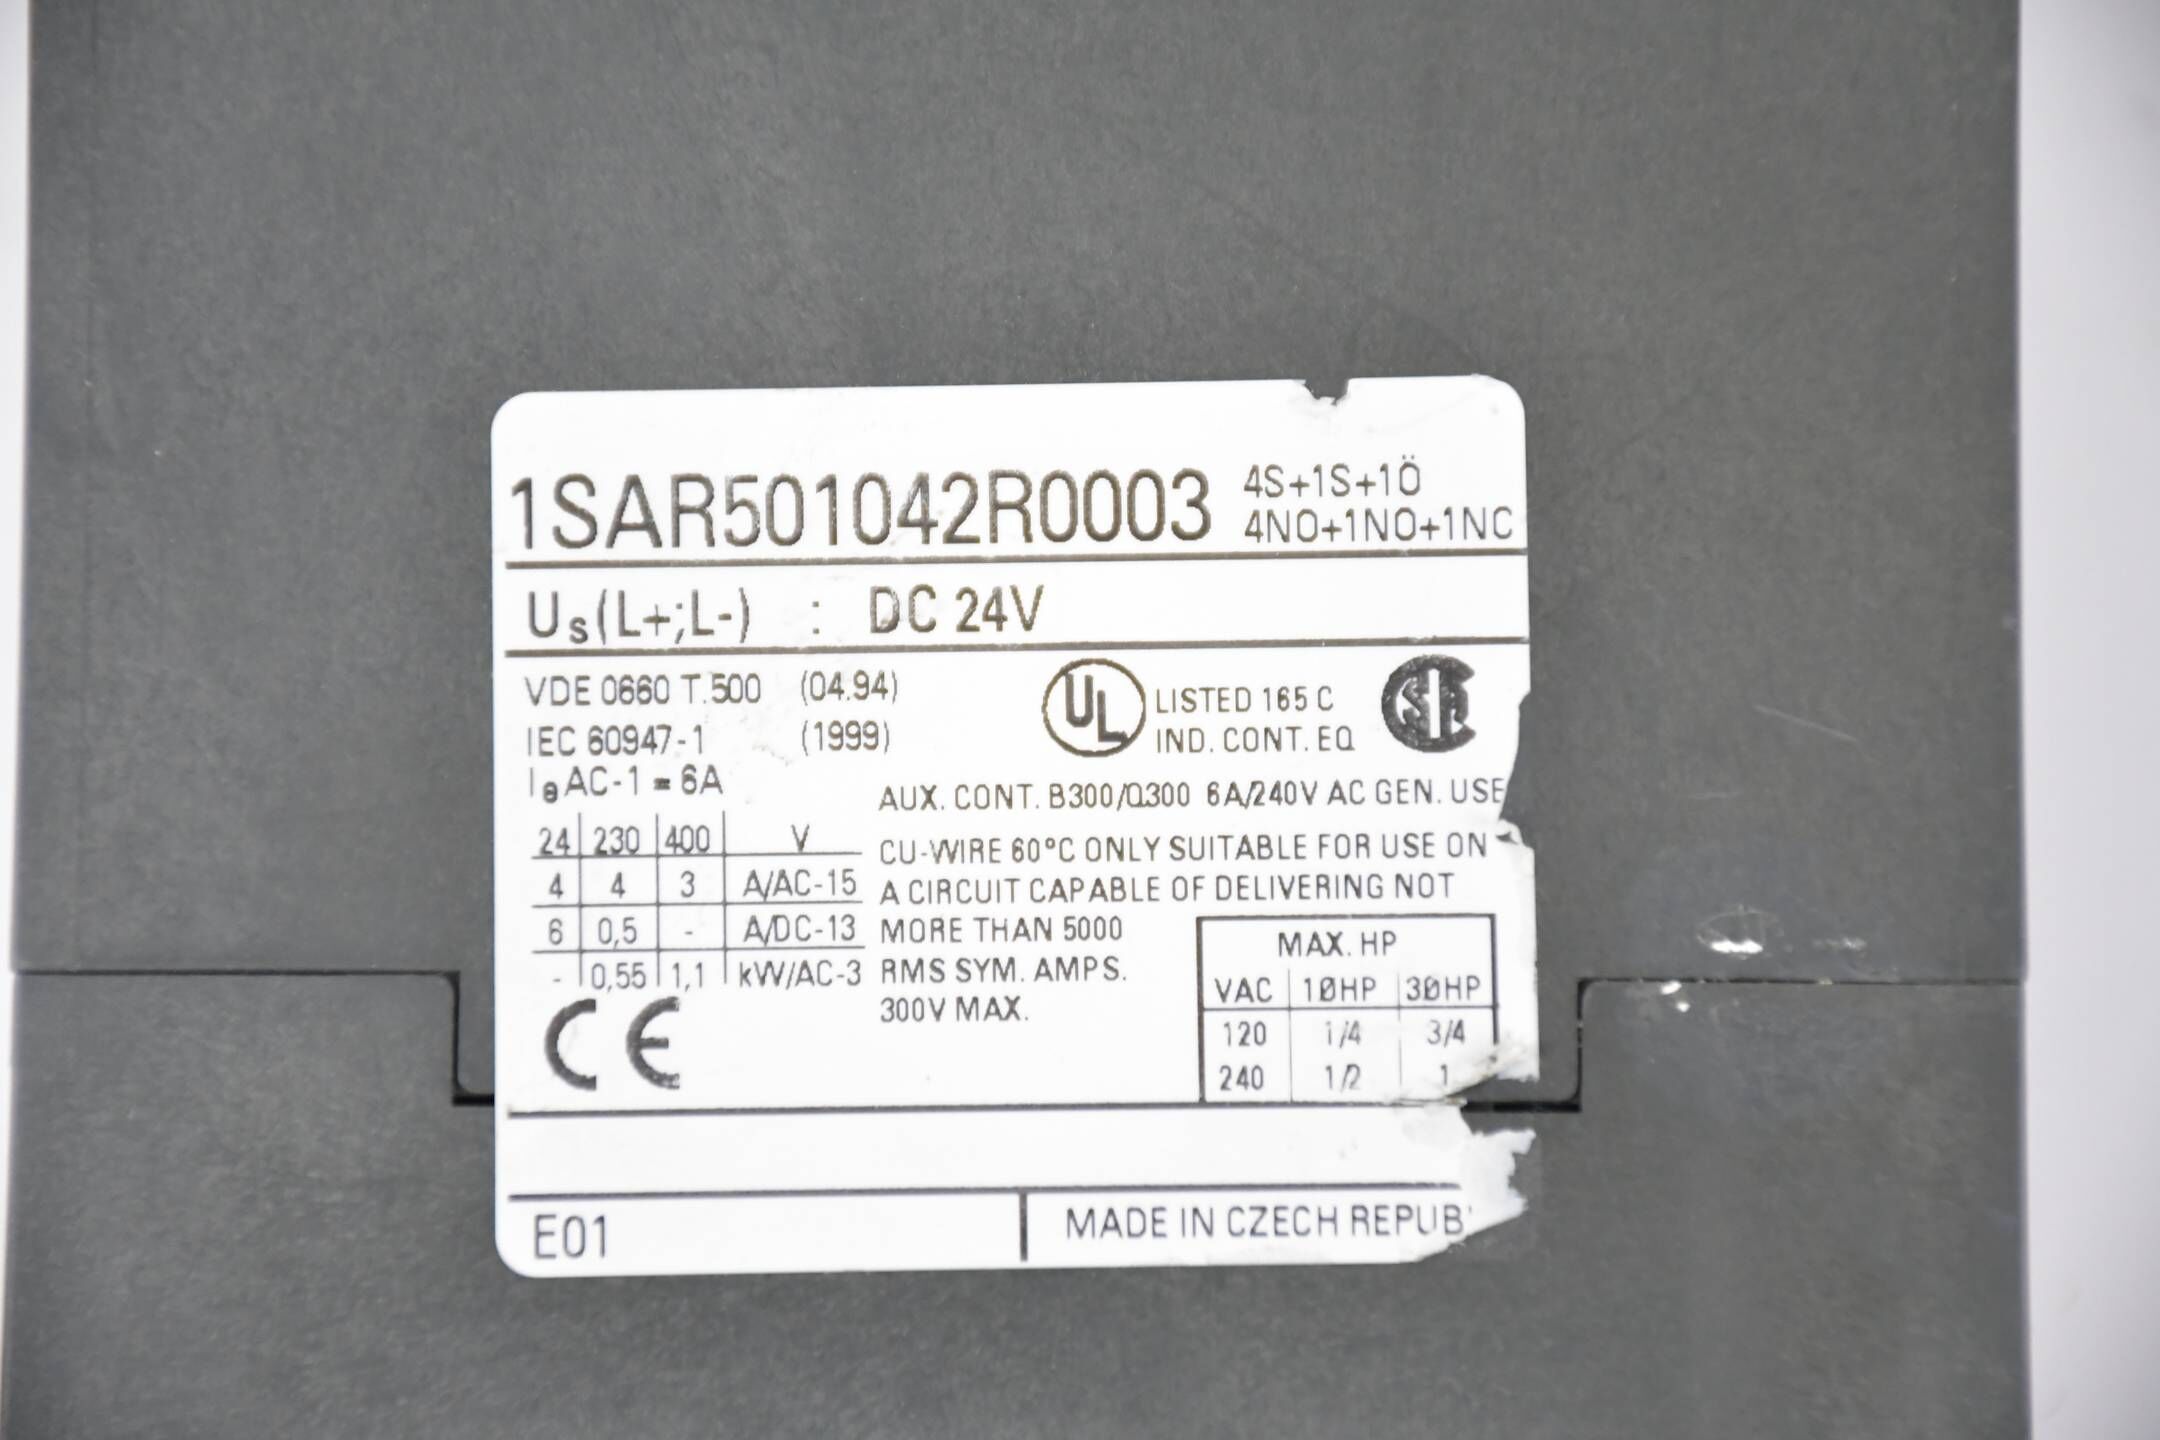 1SAR501042R0003 4S+1S+1Ö
4NO+1NO+1NC
Us(L+;L-) : DC 24V
VDE 0660 T.500 (04.94)
IEC 60947-1 (1999)
Ie AC-1 = 6A
UL LISTED 165 C
IND. CONT. EQ
AUX. CONT. B300/Q300 6A/240V AC GEN. USE
CU-WIRE 60°C ONLY SUITABLE FOR USE ON
A CIRCUIT CAPABLE OF DELIVERING NOT
MORE THAN 5000
RMS SYM. AMPS.
300V MAX.
24 230 400 V
4 4 3 A/AC-15
6 0,5 - A/DC-13
- 0,55 1,1 kW/AC-3
CE
MAX. HP
VAC 1ØHP 3ØHP
120 1/4 3/4
240 1/2 1
E01
MADE IN CZECH REPUB